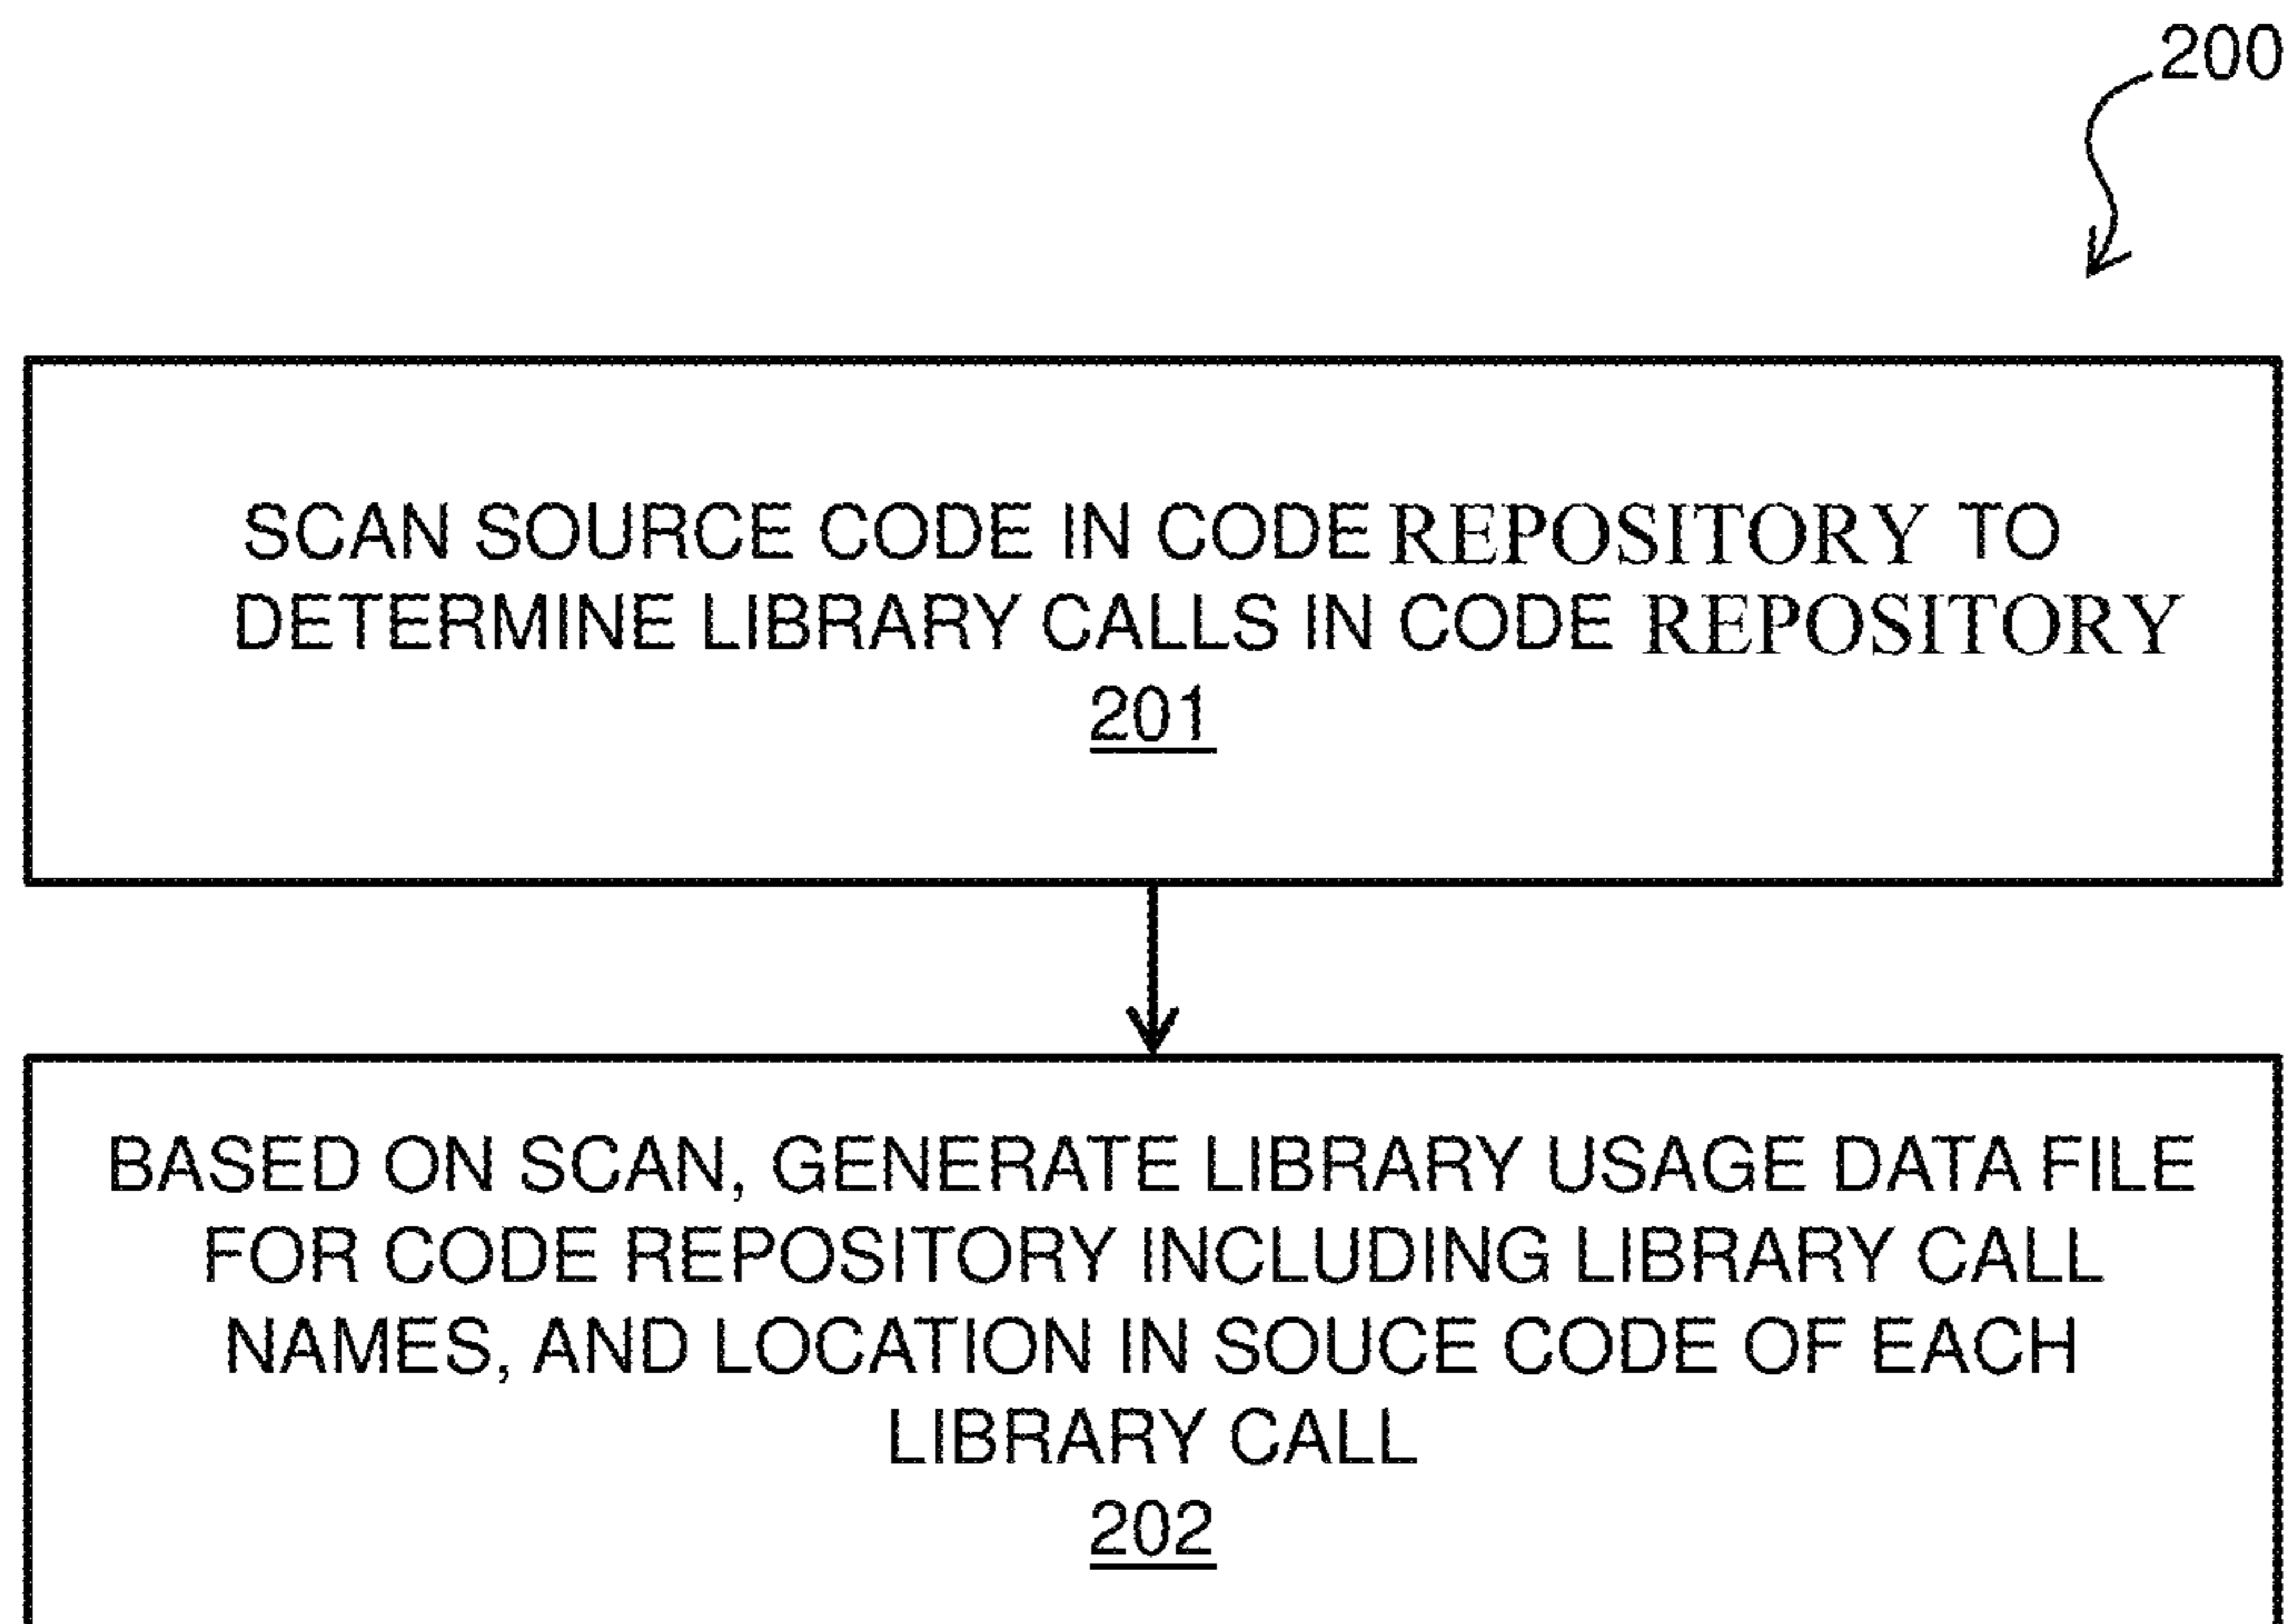 200
SCAN SOURCE CODE IN CODE REPOSITORY TO
DETERMINE LIBRARY CALLS IN CODE REPOSITORY
201
BASED ON SCAN, GENERATE LIBRARY USAGE DATA FILE
FOR CODE REPOSITORY INCLUDING LIBRARY CALL
NAMES, AND LOCATION IN SOUCE CODE OF EACH
LIBRARY CALL
202